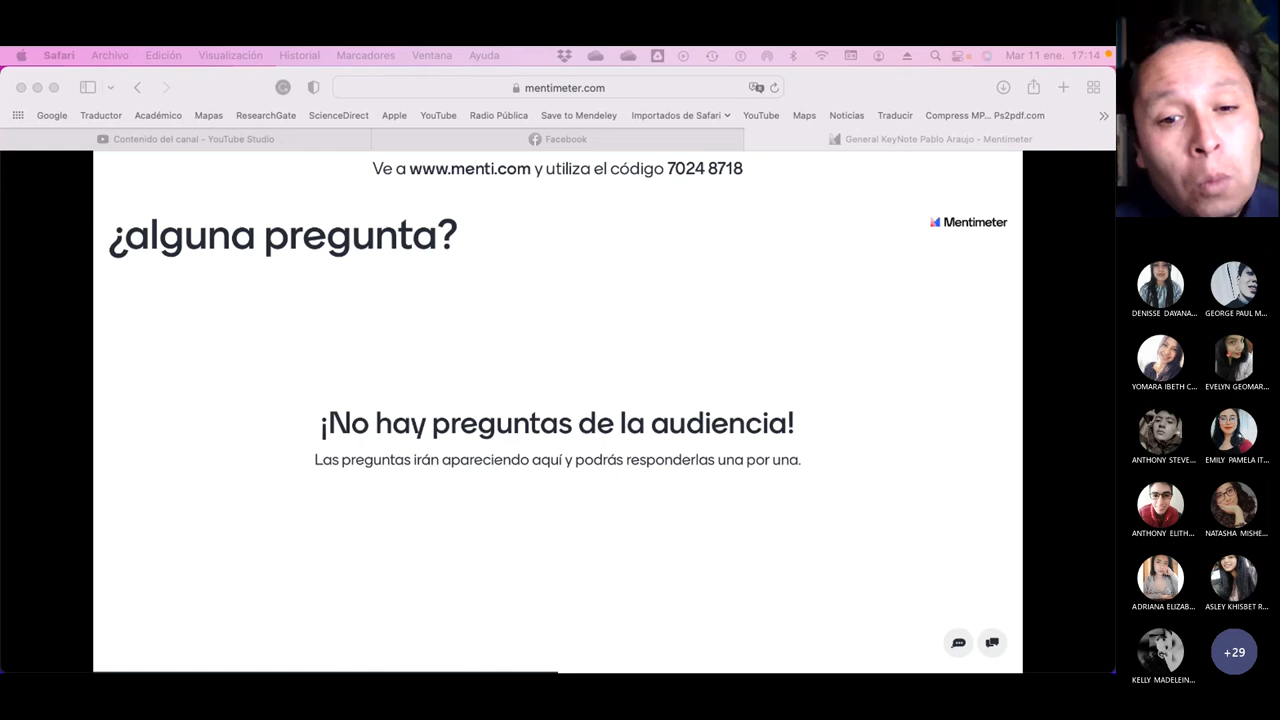 Safari Archivo Edición Visualización Historial Marcadores Ventana Ayuda Mar 11 ene. 17:14
mentimeter.com
Google Traductor Académico Mapas ResearchGate ScienceDirect Apple YouTube Radio Pública Save to Mendeley Importados de Safari YouTube Maps Noticias Traducir Compress MP... Ps2pdf.com
Contenido del canal – YouTube Studio Facebook General KeyNote Pablo Araujo - Mentimeter
Ve a www.menti.com y utiliza el código 7024 8718
¿alguna pregunta?
Mentimeter
¡No hay preguntas de la audiencia!
Las preguntas irán apareciendo aquí y podrás responderlas una por una.
DENISSE DAYANA... GEORGE PAUL M...
YOMARA IBETH C... EVELYN GEOMAR...
ANTHONY STEVE... EMILY PAMELA IT...
ANTHONY ELITH... NATASHA MISHE...
ADRIANA ELIZAB... ASLEY KHISBET R...
KELLY MADELEIN... +29